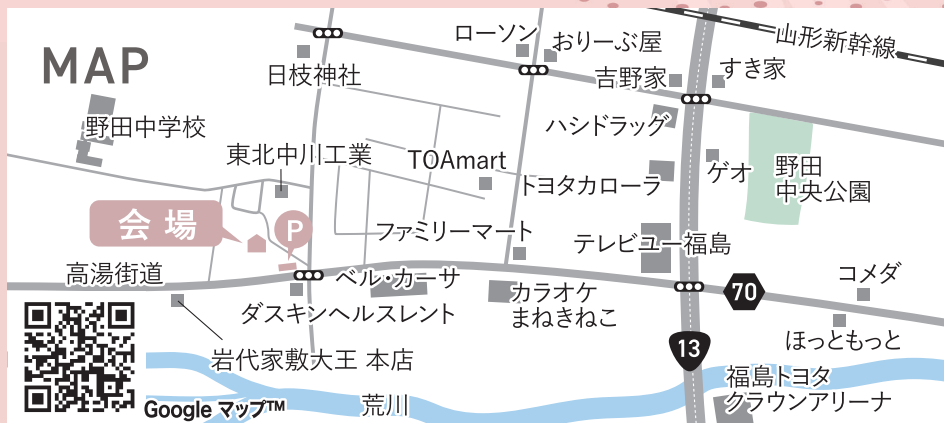 MAP
ローソン
おりーぶ屋
山形新幹線
日枝神社
吉野家
すき家
野田中学校
ハシドラッグ
東北中川工業
TOAmart
トヨタカローラ
ゲオ
野田
中央公園
会場
P
ファミリーマート
テレビユー福島
高湯街道
ベル・カーサ
コメダ
70
ダスキンヘルスレント
カラオケ
まねきねこ
ほっともっと
13
岩代家敷大王 本店
福島トヨタ
クラウンアリーナ
Google マップ™
荒川